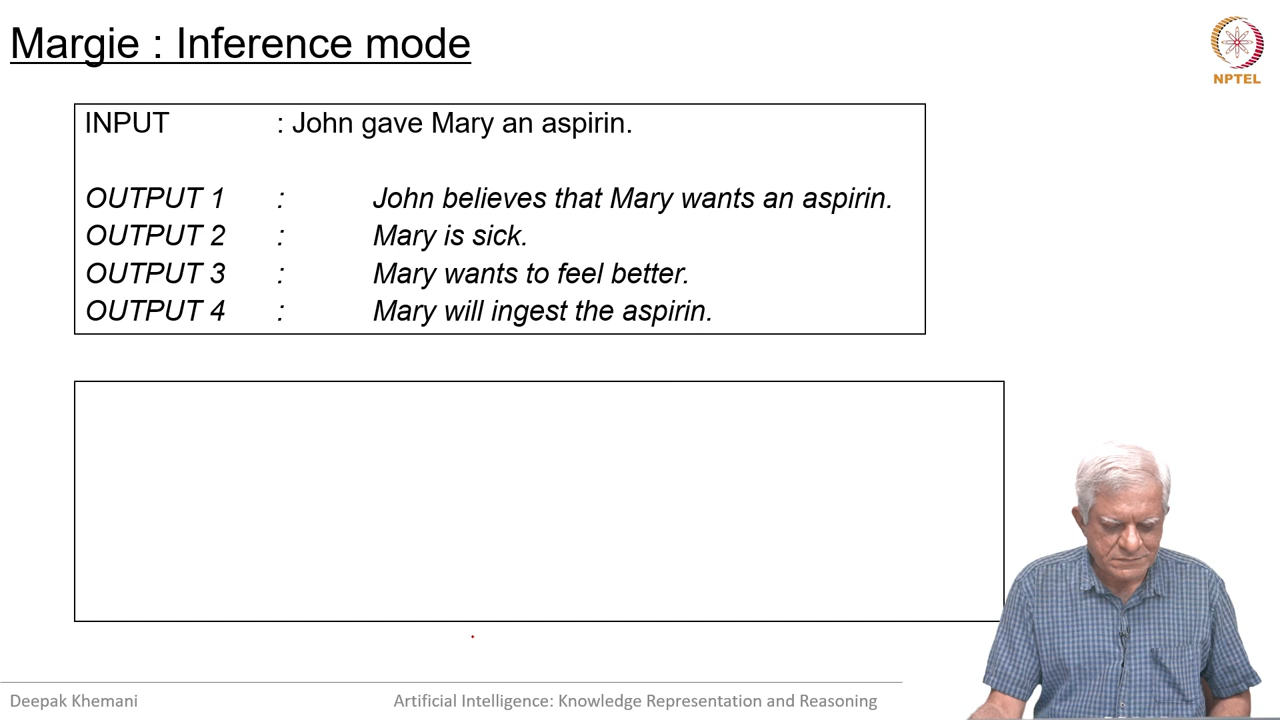 Margie : Inference mode
NPTEL
INPUT : John gave Mary an aspirin.
OUTPUT 1 : John believes that Mary wants an aspirin.
OUTPUT 2 : Mary is sick.
OUTPUT 3 : Mary wants to feel better.
OUTPUT 4 : Mary will ingest the aspirin.
Deepak Khemani Artificial Intelligence: Knowledge Representation and Reasoning